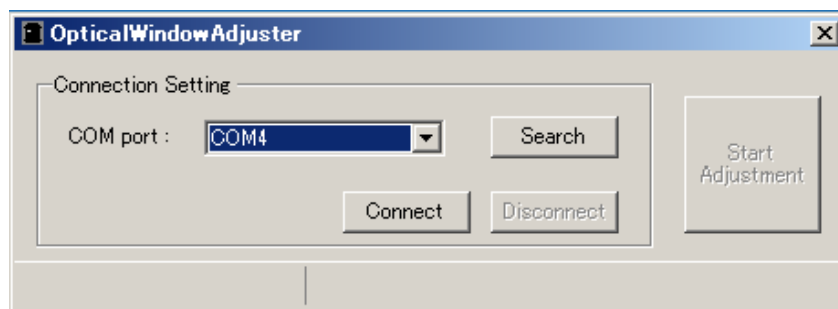 OpticalWindowAdjuster
Connection Setting
COM port :
COM4
Search
Connect
Disconnect
Start
Adjustment